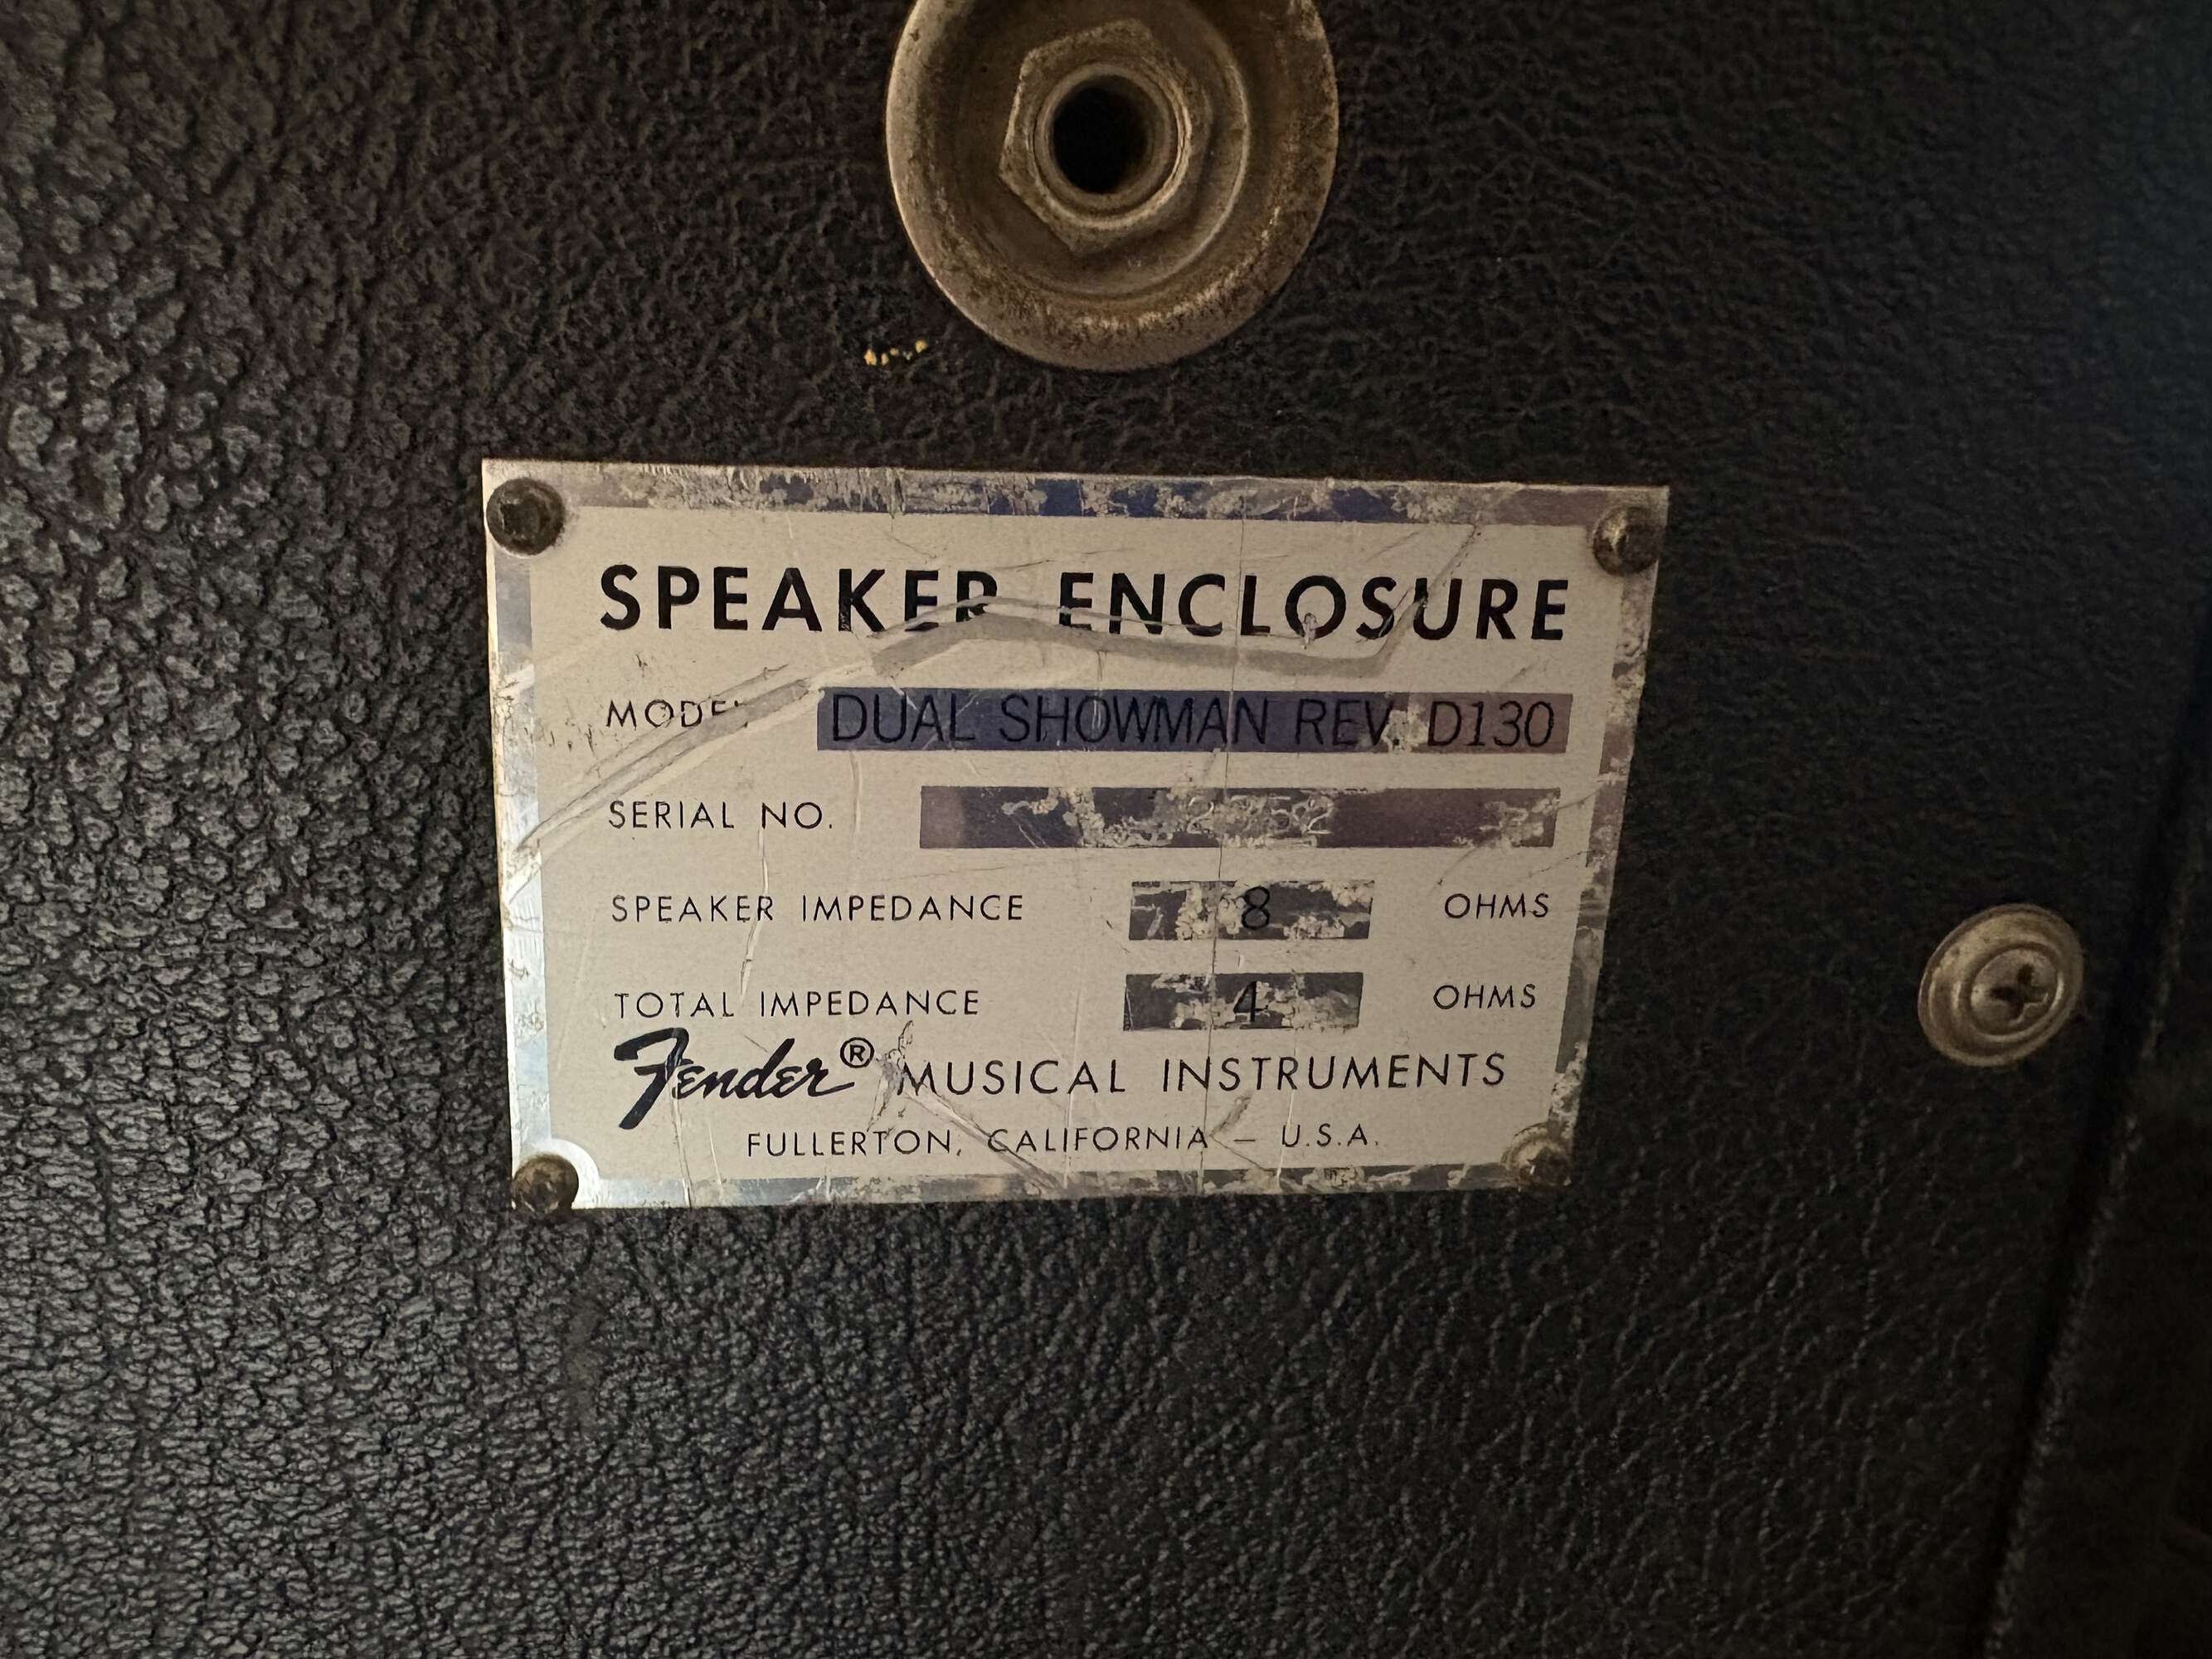 SPEAKER ENCLOSURE
MODEL DUAL SHOWMAN REV. D130
SERIAL NO.
SPEAKER IMPEDANCE 8 OHMS
TOTAL IMPEDANCE 4 OHMS
Fender® MUSICAL INSTRUMENTS
FULLERTON, CALIFORNIA – U.S.A.